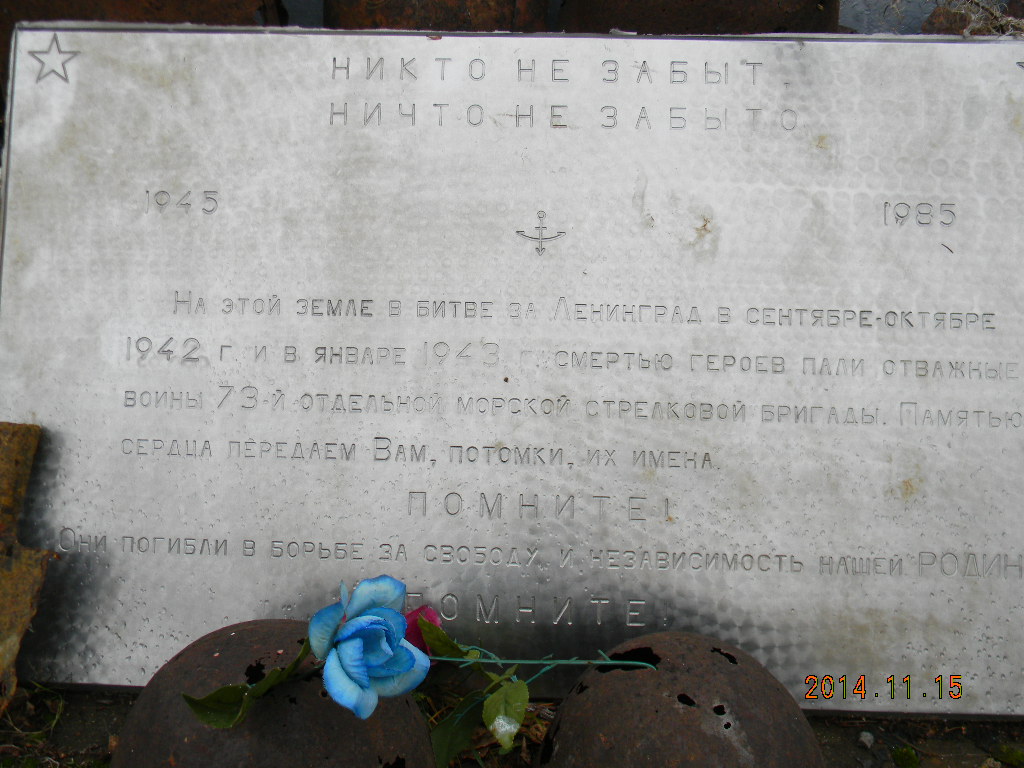 НИКТО НЕ ЗАБЫТ.
НИЧТО НЕ ЗАБЫТО.
1945 1985
На этой земле в битве за Ленинград в сентябре-октябре
1942 г. и в январе 1943 г. смертью героев пали отважные
воины 73-й отдельной морской стрелковой бригады. Памятью
сердца передаем Вам, потомки, их имена.
ПОМНИТЕ!
Они погибли в борьбе за свободу и независимость нашей РОДИН
ПОМНИТЕ.
2014.11.15